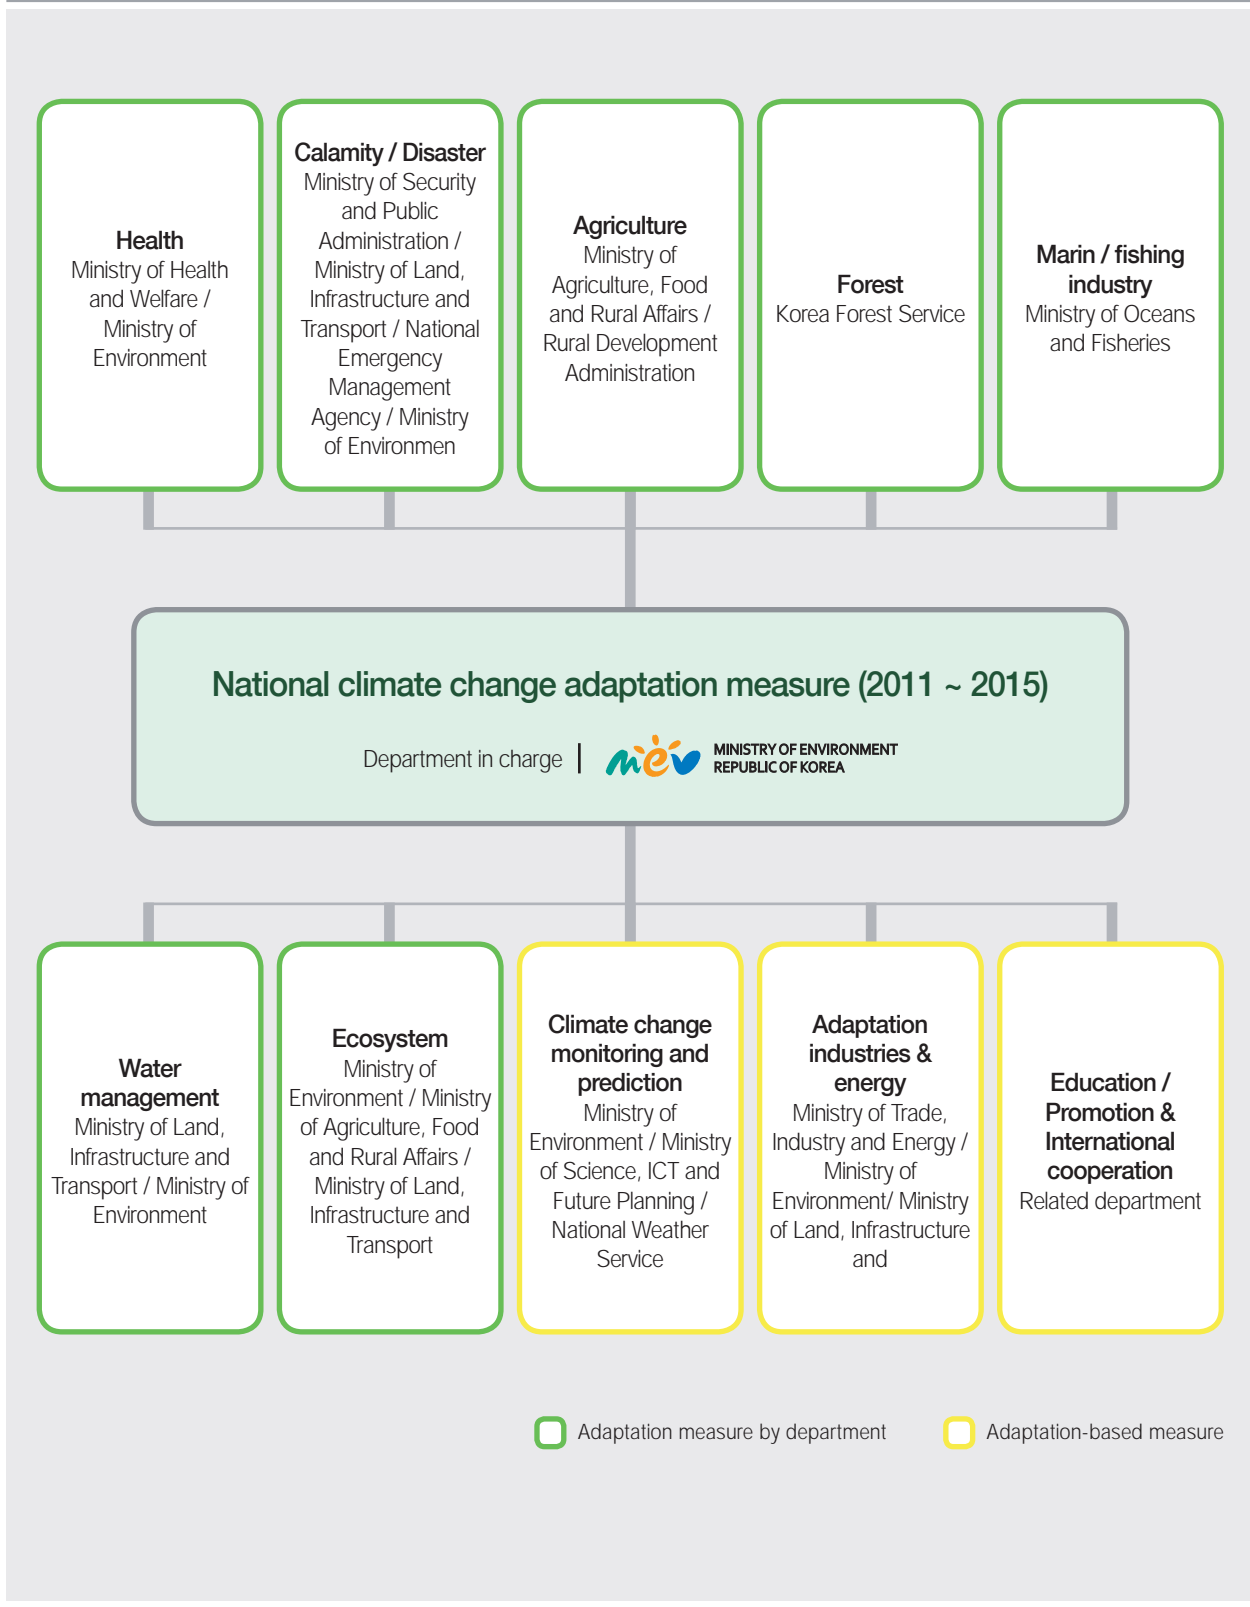 Health
Ministry of Health
and Welfare /
Ministry of
Environment
Calamity / Disaster
Ministry of Security
and Public
Administration /
Ministry of Land,
Infrastructure and
Transport / National
Emergency
Management
Agency / Ministry
of Environmen
Agriculture
Ministry of
Agriculture, Food
and Rural Affairs /
Rural Development
Administration
Forest
Korea Forest Service
Marin / fishing
industry
Ministry of Oceans
and Fisheries
National climate change adaptation measure (2011 ~ 2015)
Department in charge
mev
MINISTRY OF ENVIRONMENT
REPUBLIC OF KOREA
Water
management
Ministry of Land,
Infrastructure and
Transport / Ministry of
Environment
Ecosystem
Ministry of
Environment / Ministry
of Agriculture, Food
and Rural Affairs /
Ministry of Land,
Infrastructure and
Transport
Climate change
monitoring and
prediction
Ministry of
Environment / Ministry
of Science, ICT and
Future Planning /
National Weather
Service
Adaptation
industries &
energy
Ministry of Trade,
Industry and Energy /
Ministry of
Environment/ Ministry
of Land, Infrastructure
and
Education /
Promotion &
International
cooperation
Related department
Adaptation measure by department
Adaptation-based measure